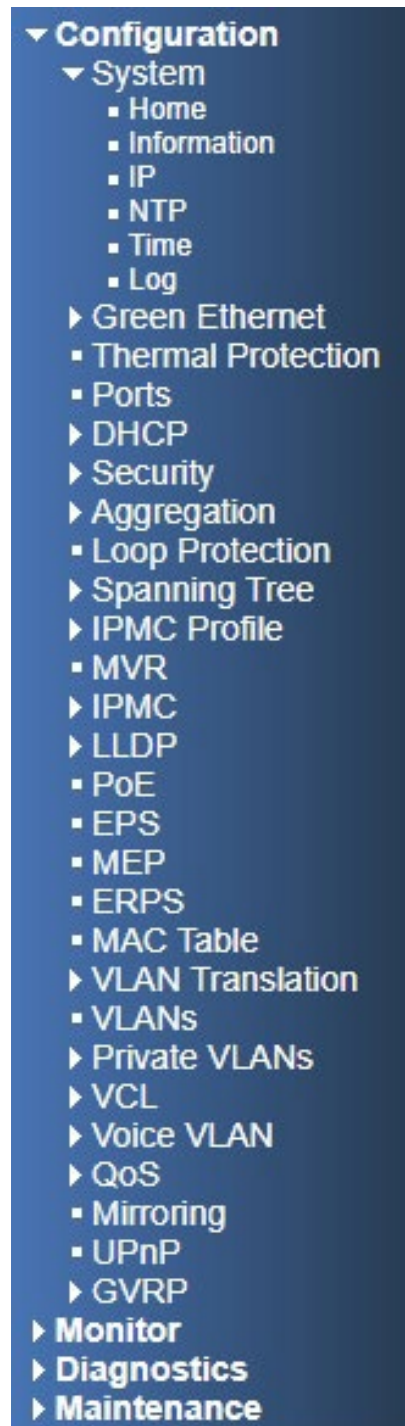 Configuration
System
Home
Information
IP
NTP
Time
Log
Green Ethernet
Thermal Protection
Ports
DHCP
Security
Aggregation
Loop Protection
Spanning Tree
IPMC Profile
MVR
IPMC
LLDP
PoE
EPS
MEP
ERPS
MAC Table
VLAN Translation
VLANs
Private VLANs
VCL
Voice VLAN
QoS
Mirroring
UPnP
GVRP
Monitor
Diagnostics
Maintenance